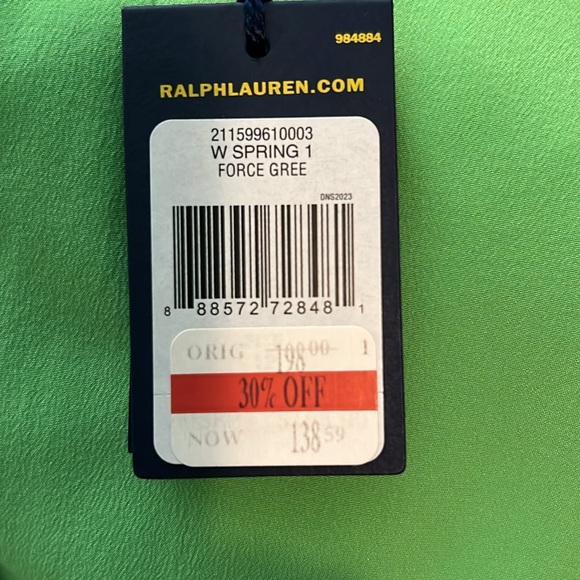 984884
RALPHLAUREN.COM
211599610003
W SPRING 1
FORCE GREE
DNS2023
8 88572 72848 1
ORIG 198.00 1
30% OFF
NOW 138.59